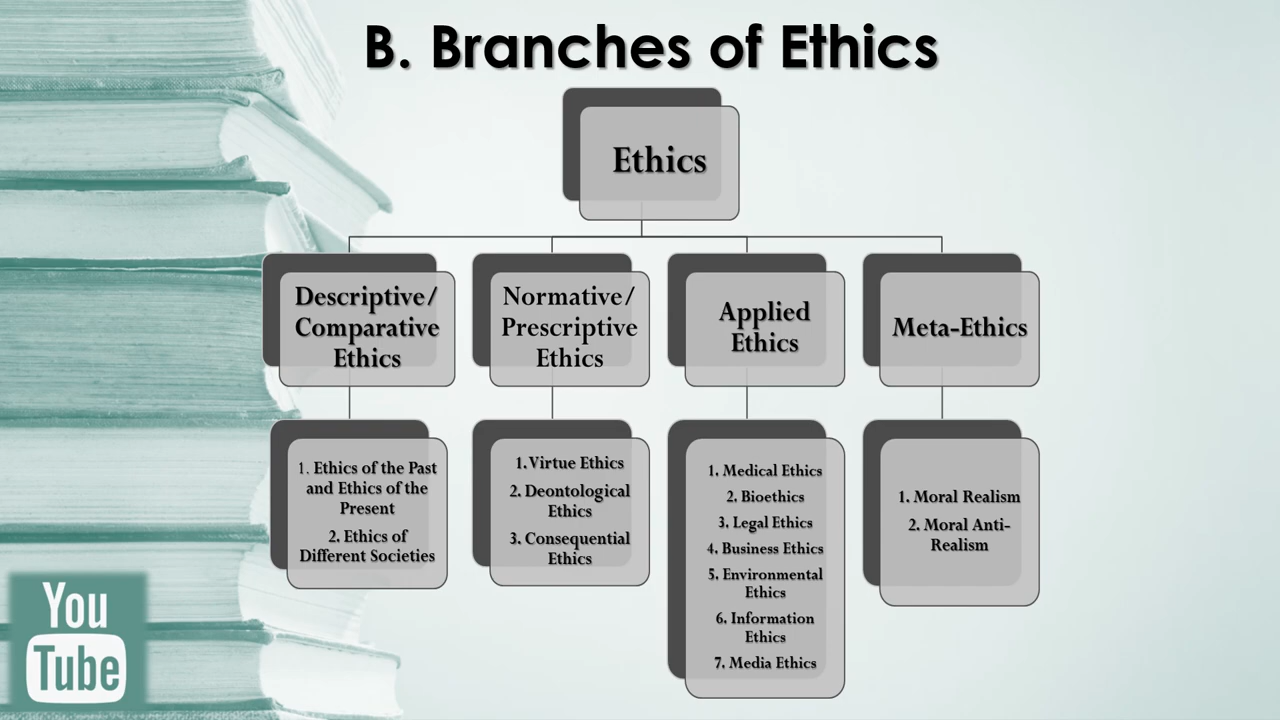 B. Branches of Ethics
Ethics
Descriptive/
Comparative
Ethics
Normative/
Prescriptive
Ethics
Applied
Ethics
Meta-Ethics
1. Ethics of the Past
and Ethics of the
Present
2. Ethics of
Different Societies
1. Virtue Ethics
2. Deontological
Ethics
3. Consequential
Ethics
1. Medical Ethics
2. Bioethics
3. Legal Ethics
4. Business Ethics
5. Environmental
Ethics
6. Information
Ethics
7. Media Ethics
1. Moral Realism
2. Moral Anti-
Realism
You
Tube